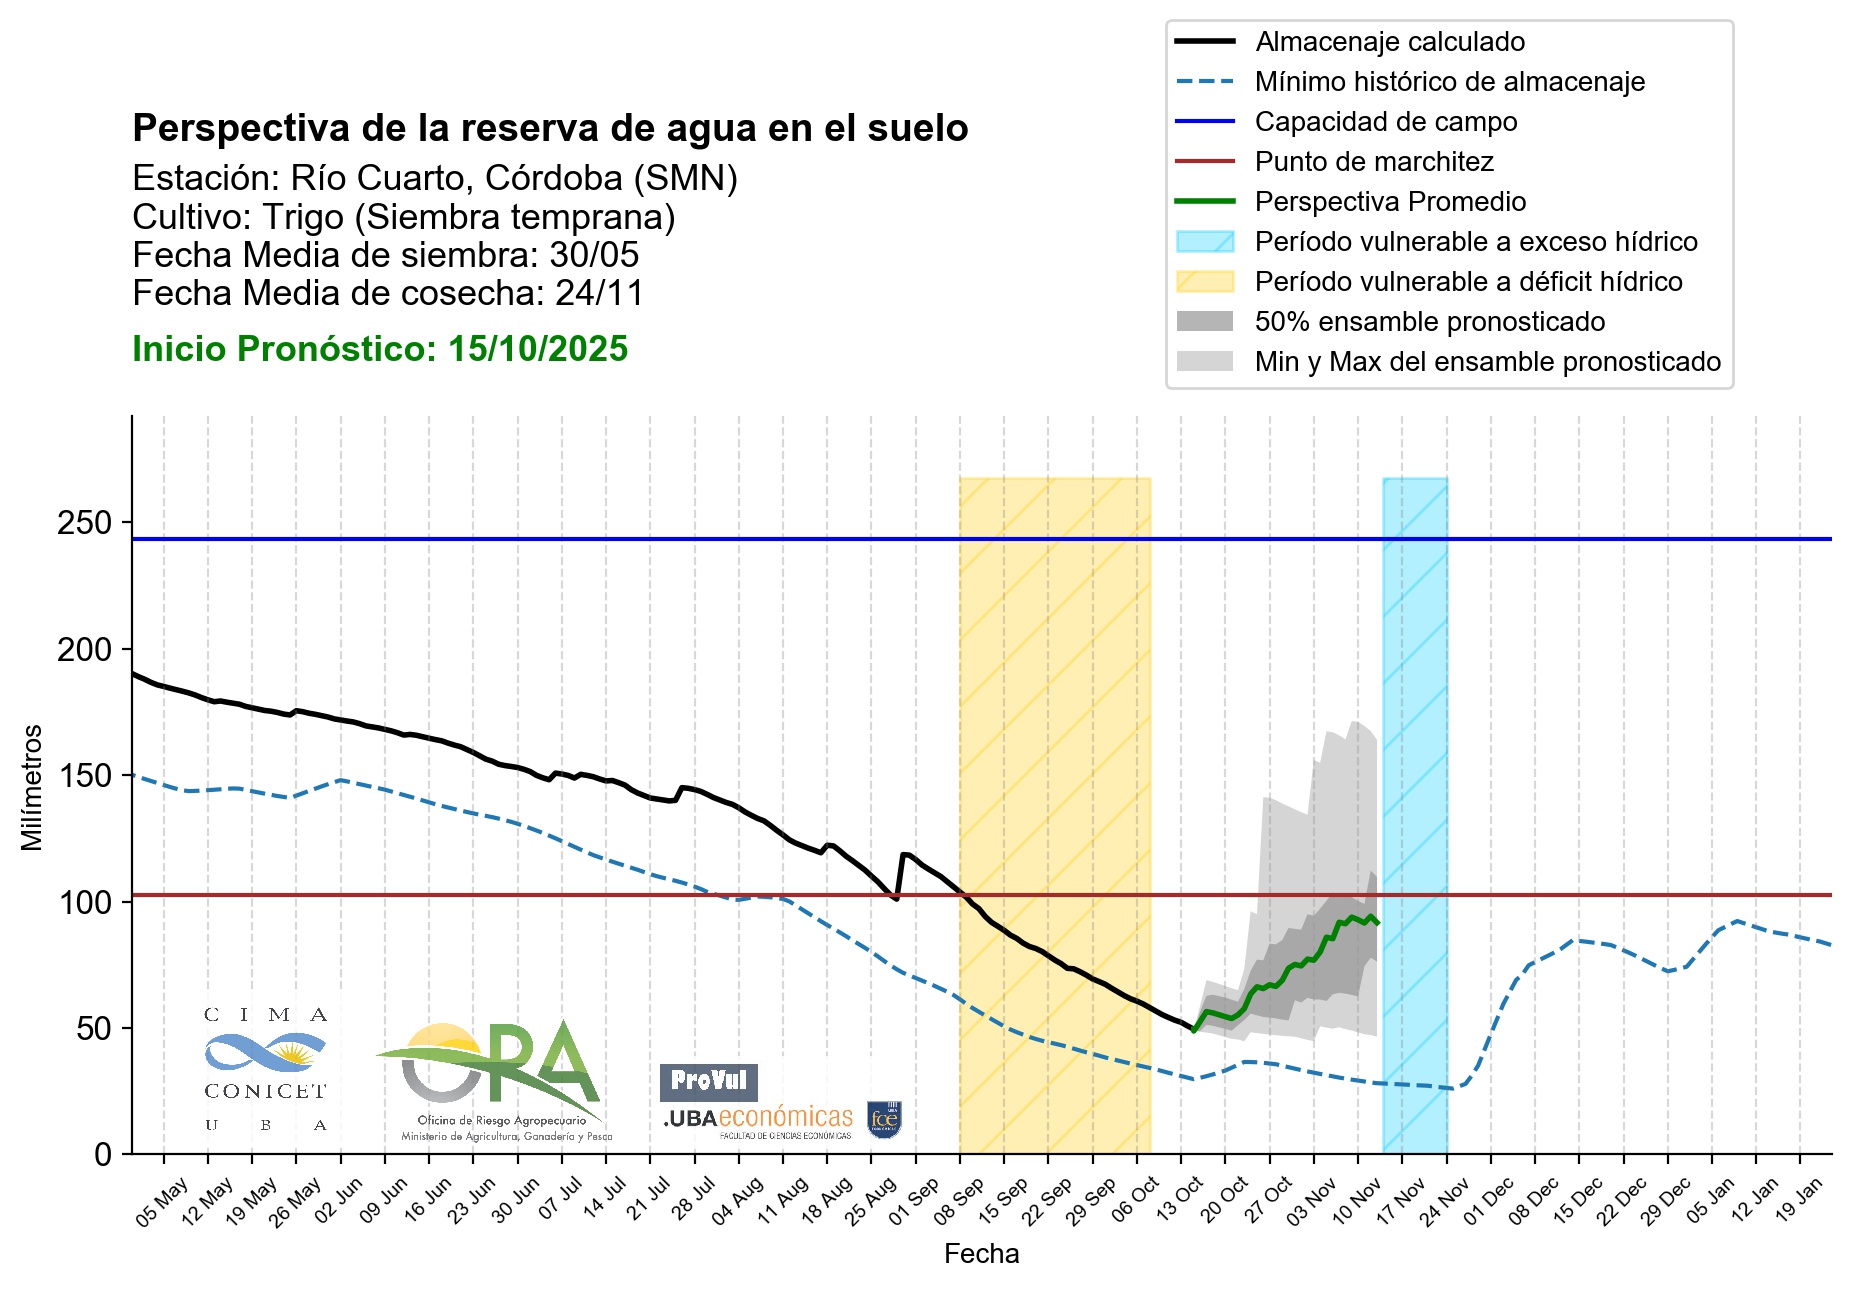 Almacenaje calculado
Mínimo histórico de almacenaje
Capacidad de campo
Punto de marchitez
Perspectiva Promedio
Período vulnerable a exceso hídrico
Período vulnerable a déficit hídrico
50% ensamble pronosticado
Min y Max del ensamble pronosticado
Perspectiva de la reserva de agua en el suelo
Estación: Río Cuarto, Córdoba (SMN)
Cultivo: Trigo (Siembra temprana)
Fecha Media de siembra: 30/05
Fecha Media de cosecha: 24/11
Inicio Pronóstico: 15/10/2025
250
200
150
100
50
0
Milímetros
C I M A
CONICET
U B A
ORA
Oficina de Riesgo Agropecuario
Ministerio de Agricultura, Ganadería y Pesca
ProVul
.UBAeconómicas
FACULTAD DE CIENCIAS ECONÓMICAS
fce
05 May
12 May
19 May
26 May
02 Jun
09 Jun
16 Jun
23 Jun
30 Jun
07 Jul
14 Jul
21 Jul
28 Jul
04 Aug
11 Aug
18 Aug
25 Aug
01 Sep
08 Sep
15 Sep
22 Sep
29 Sep
06 Oct
13 Oct
20 Oct
27 Oct
03 Nov
10 Nov
17 Nov
24 Nov
01 Dec
08 Dec
15 Dec
22 Dec
29 Dec
05 Jan
12 Jan
19 Jan
Fecha